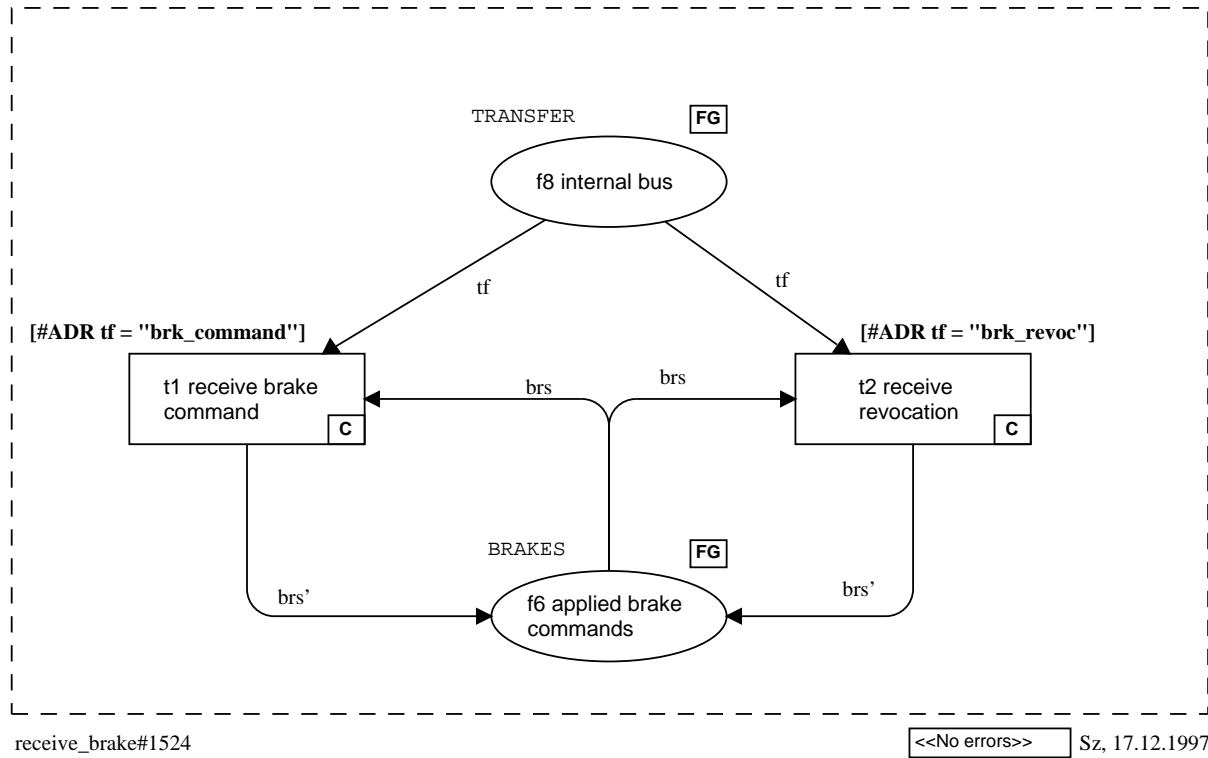 TRANSFER
FG
f8 internal bus
tf
tf
[#ADR tf = "brk_command"]
[#ADR tf = "brk_revoc"]
t1 receive brake
command
C
brs
brs
t2 receive
revocation
C
BRAKES
FG
brs’
brs’
f6 applied brake
commands
receive_brake#1524
<<No errors>>
Sz, 17.12.1997